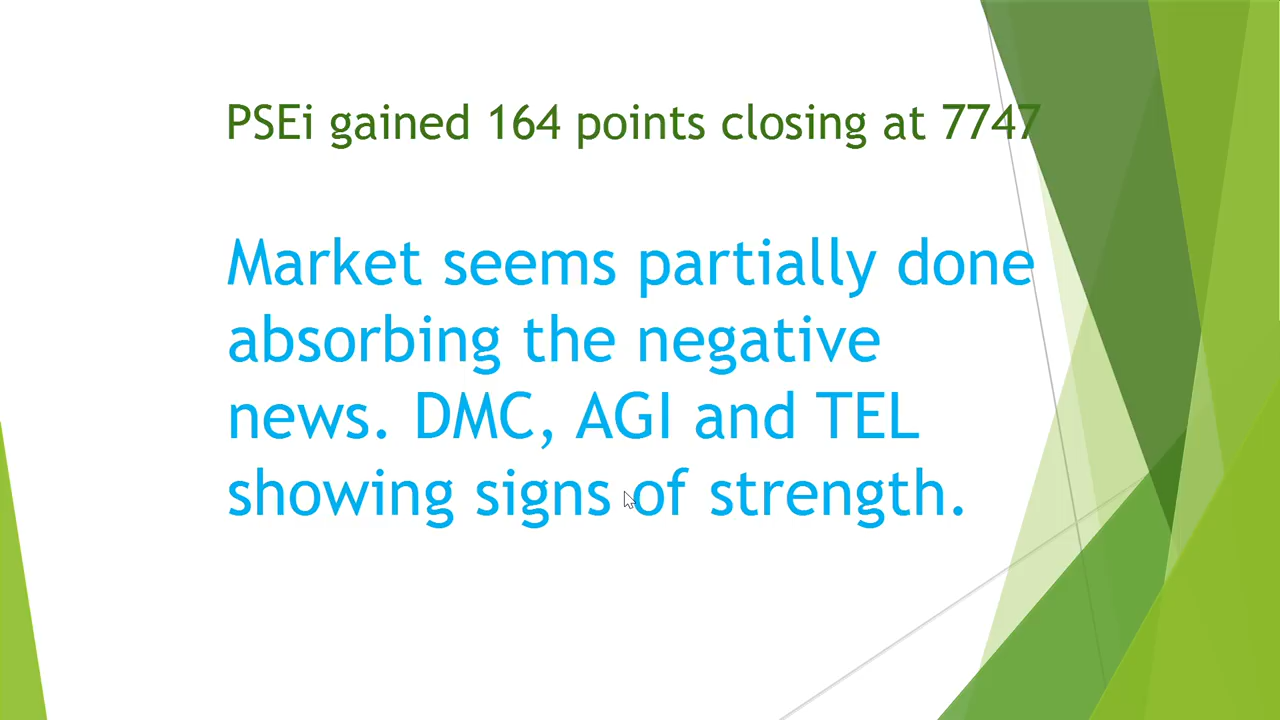 PSEi gained 164 points closing at 7747
Market seems partially done
absorbing the negative
news. DMC, AGI and TEL
showing signs of strength.